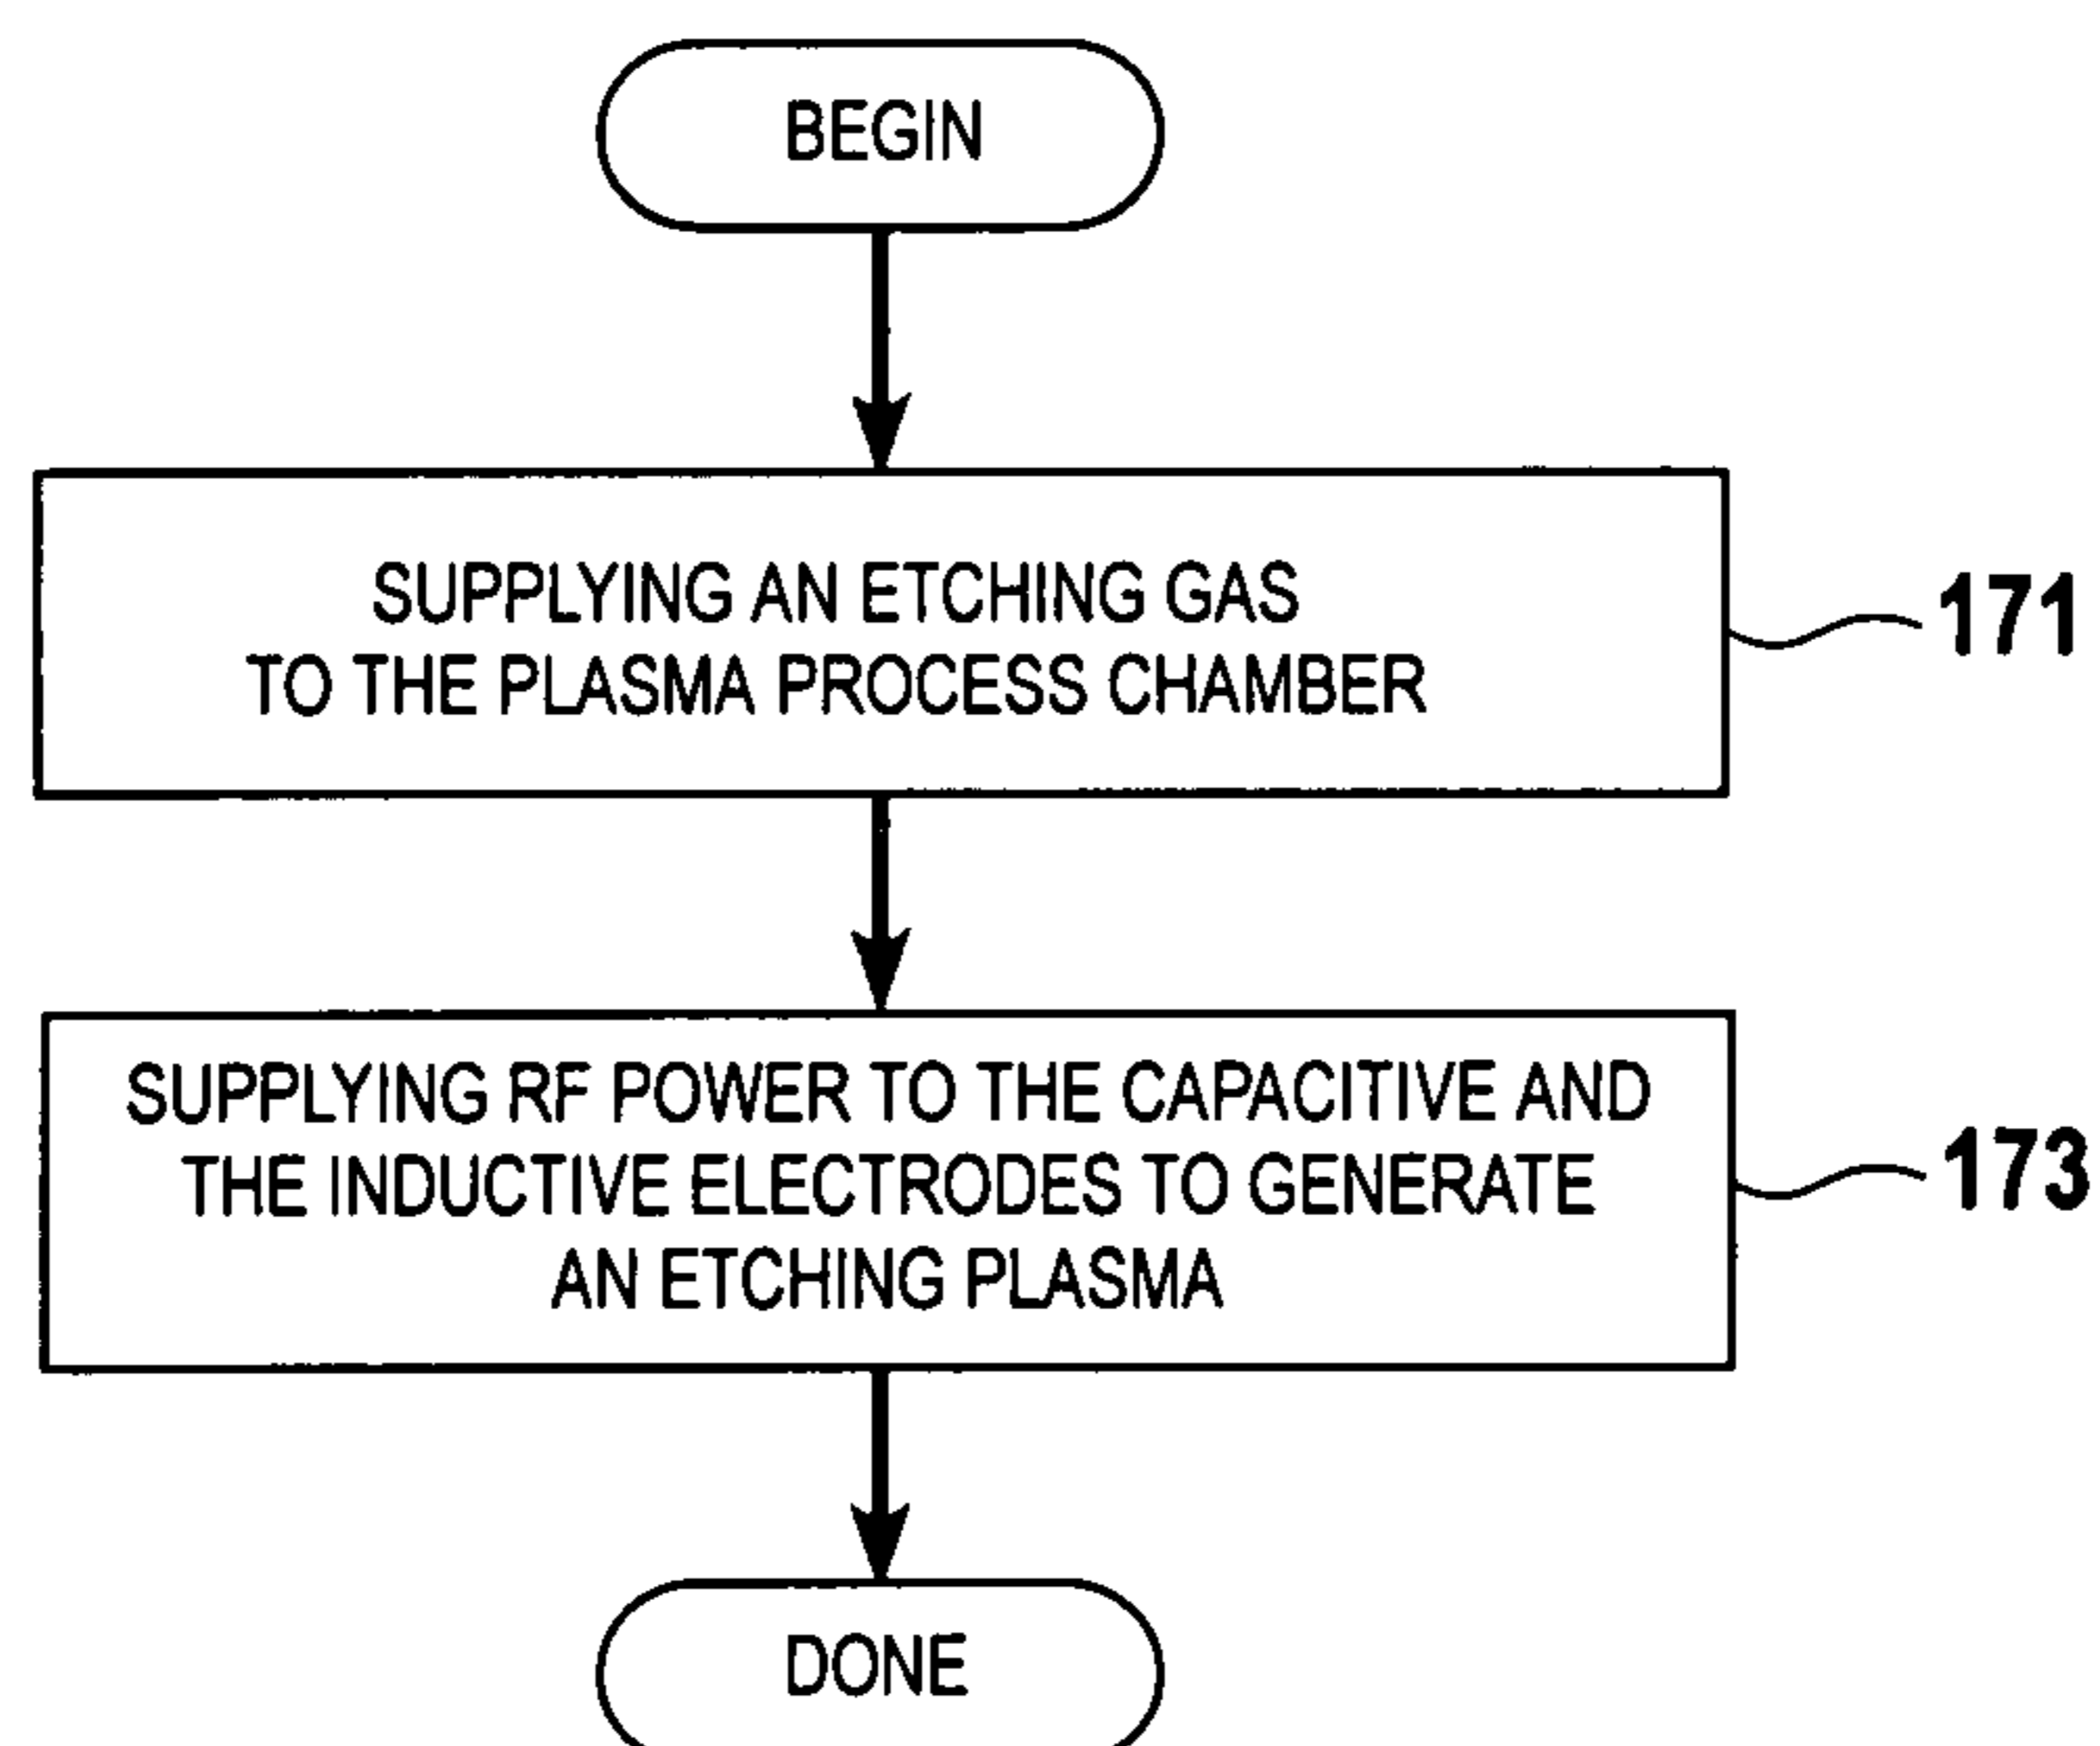 BEGIN
SUPPLYING AN ETCHING GAS
TO THE PLASMA PROCESS CHAMBER
171
SUPPLYING RF POWER TO THE CAPACITIVE AND
THE INDUCTIVE ELECTRODES TO GENERATE
AN ETCHING PLASMA
173
DONE